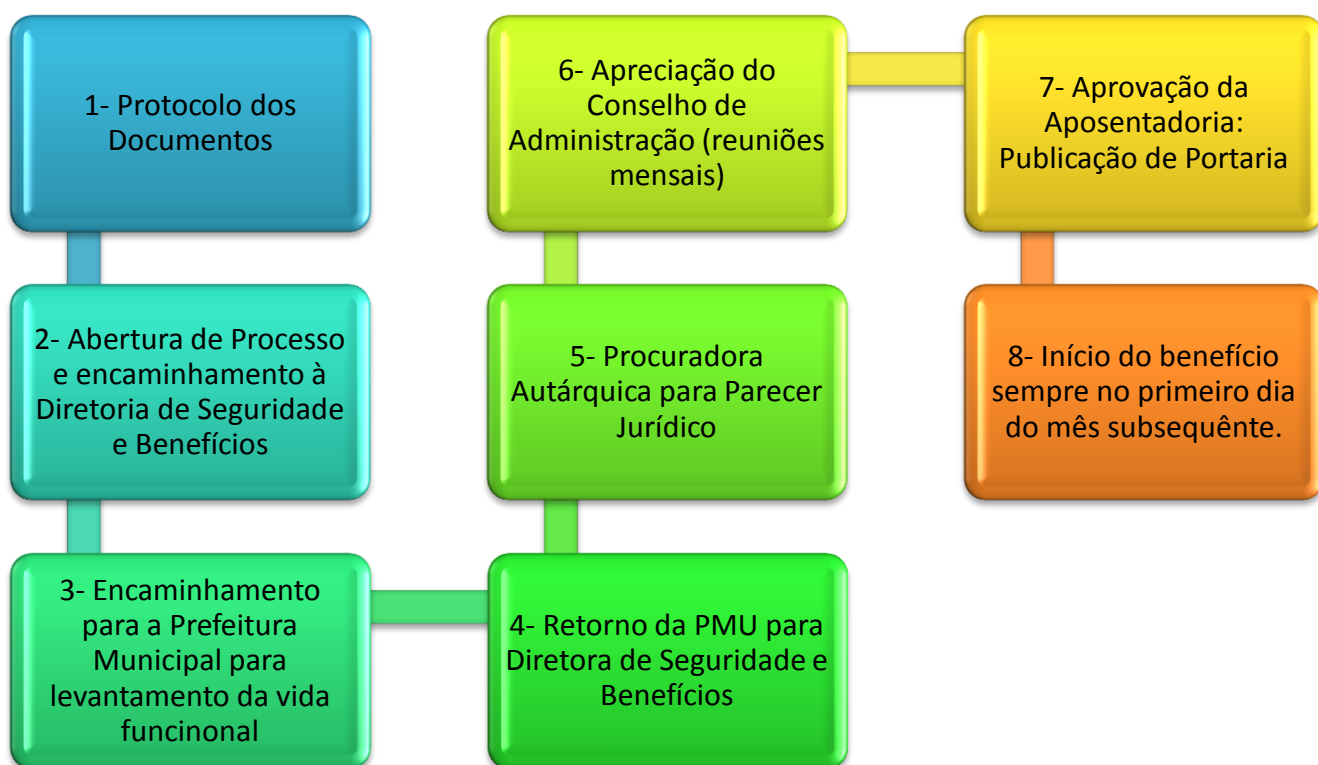 1- Protocolo dos
Documentos
2- Abertura de Processo
e encaminhamento à
Diretoria de Seguridade
e Benefícios
3- Encaminhamento
para a Prefeitura
Municipal para
levantamento da vida
funcinonal
4- Retorno da PMU para
Diretora de Seguridade e
Benefícios
5- Procuradora
Autárquica para Parecer
Jurídico
6- Apreciação do
Conselho de
Administração (reuniões
mensais)
7- Aprovação da
Aposentadoria:
Publicação de Portaria
8- Início do benefício
sempre no primeiro dia
do mês subsequênte.